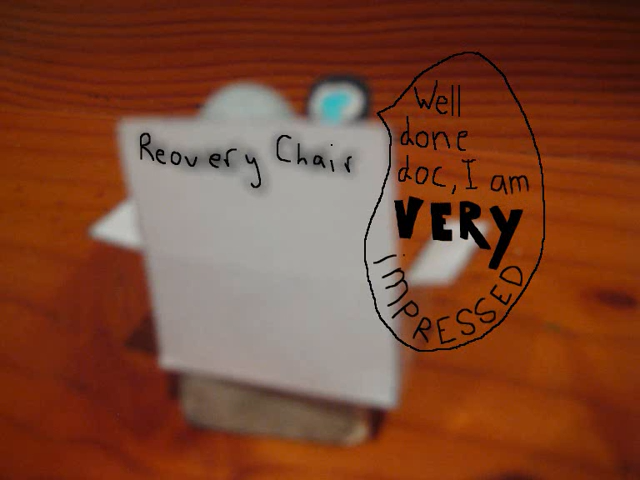 Reovery Chair
Well
done
doc, I am
VERY
iMPRESSED